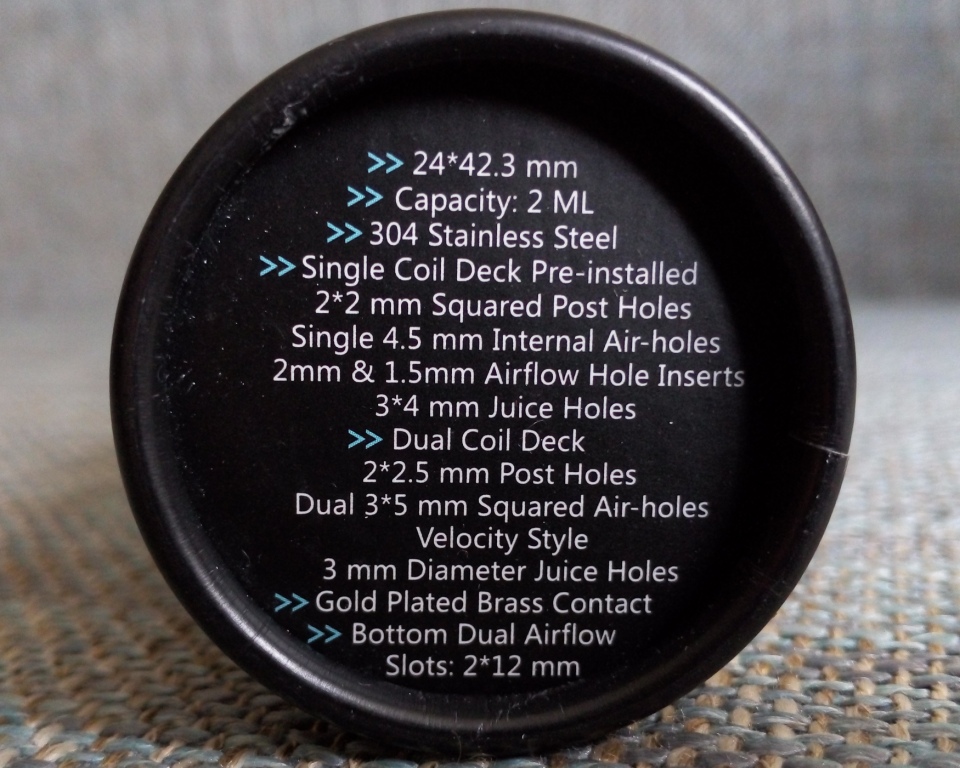 >> 24*42.3 mm
>> Capacity: 2 ML
>> 304 Stainless Steel
>> Single Coil Deck Pre-installed
2*2 mm Squared Post Holes
Single 4.5 mm Internal Air-holes
2mm & 1.5mm Airflow Hole Inserts
3*4 mm Juice Holes
>> Dual Coil Deck
2*2.5 mm Post Holes
Dual 3*5 mm Squared Air-holes
Velocity Style
3 mm Diameter Juice Holes
>> Gold Plated Brass Contact
>> Bottom Dual Airflow
Slots: 2*12 mm